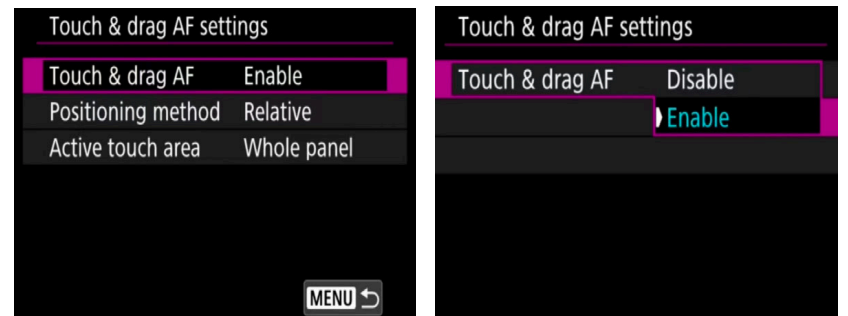 Touch & drag AF settings
Touch & drag AF Enable
Positioning method Relative
Active touch area Whole panel
MENU
Touch & drag AF settings
Touch & drag AF Disable
Enable